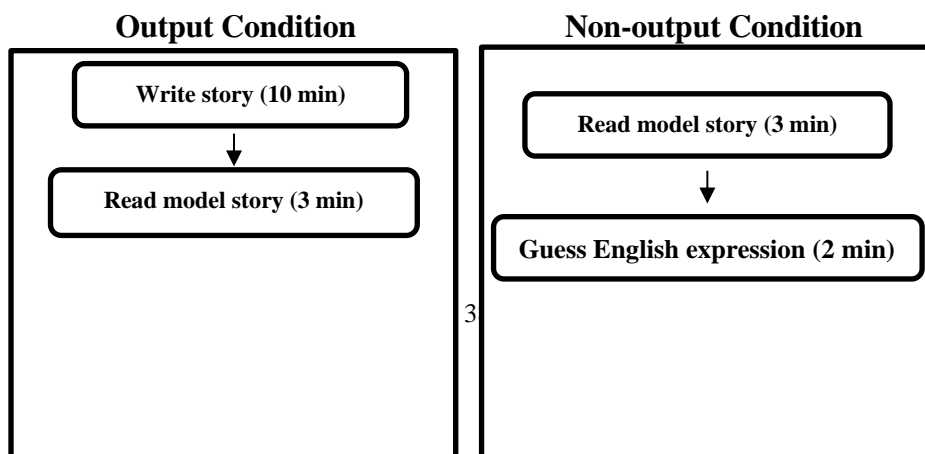 Output Condition
Write story (10 min)
Read model story (3 min)
Non-output Condition
Read model story (3 min)
Guess English expression (2 min)
3